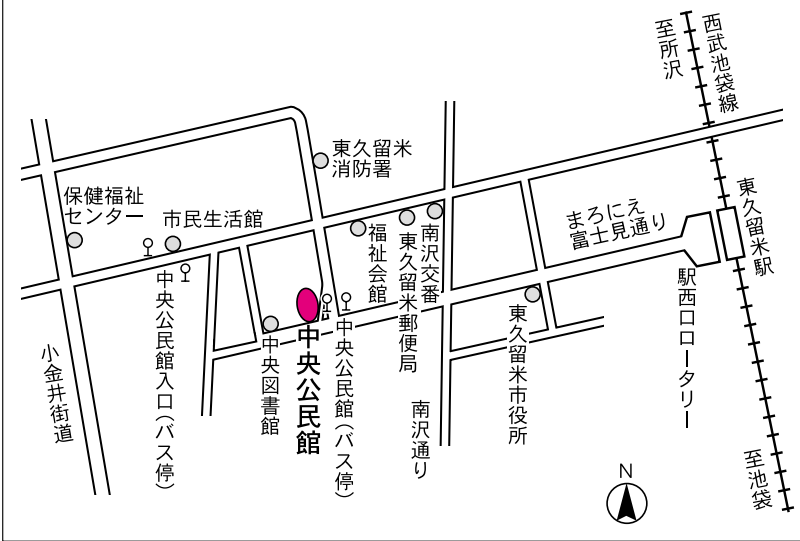 至所沢
西武池袋線
東久留米
消防署
保健福祉
センター
市民生活館
まろにえ
富士見通り
東久留米駅
福祉会館
東久留米郵便局
南沢交番
駅西口ロータリー
東久留米市役所
中央公民館入口（バス停）
中央図書館
中央公民館
中央公民館（バス停）
小金井街道
南沢通り
至池袋
N